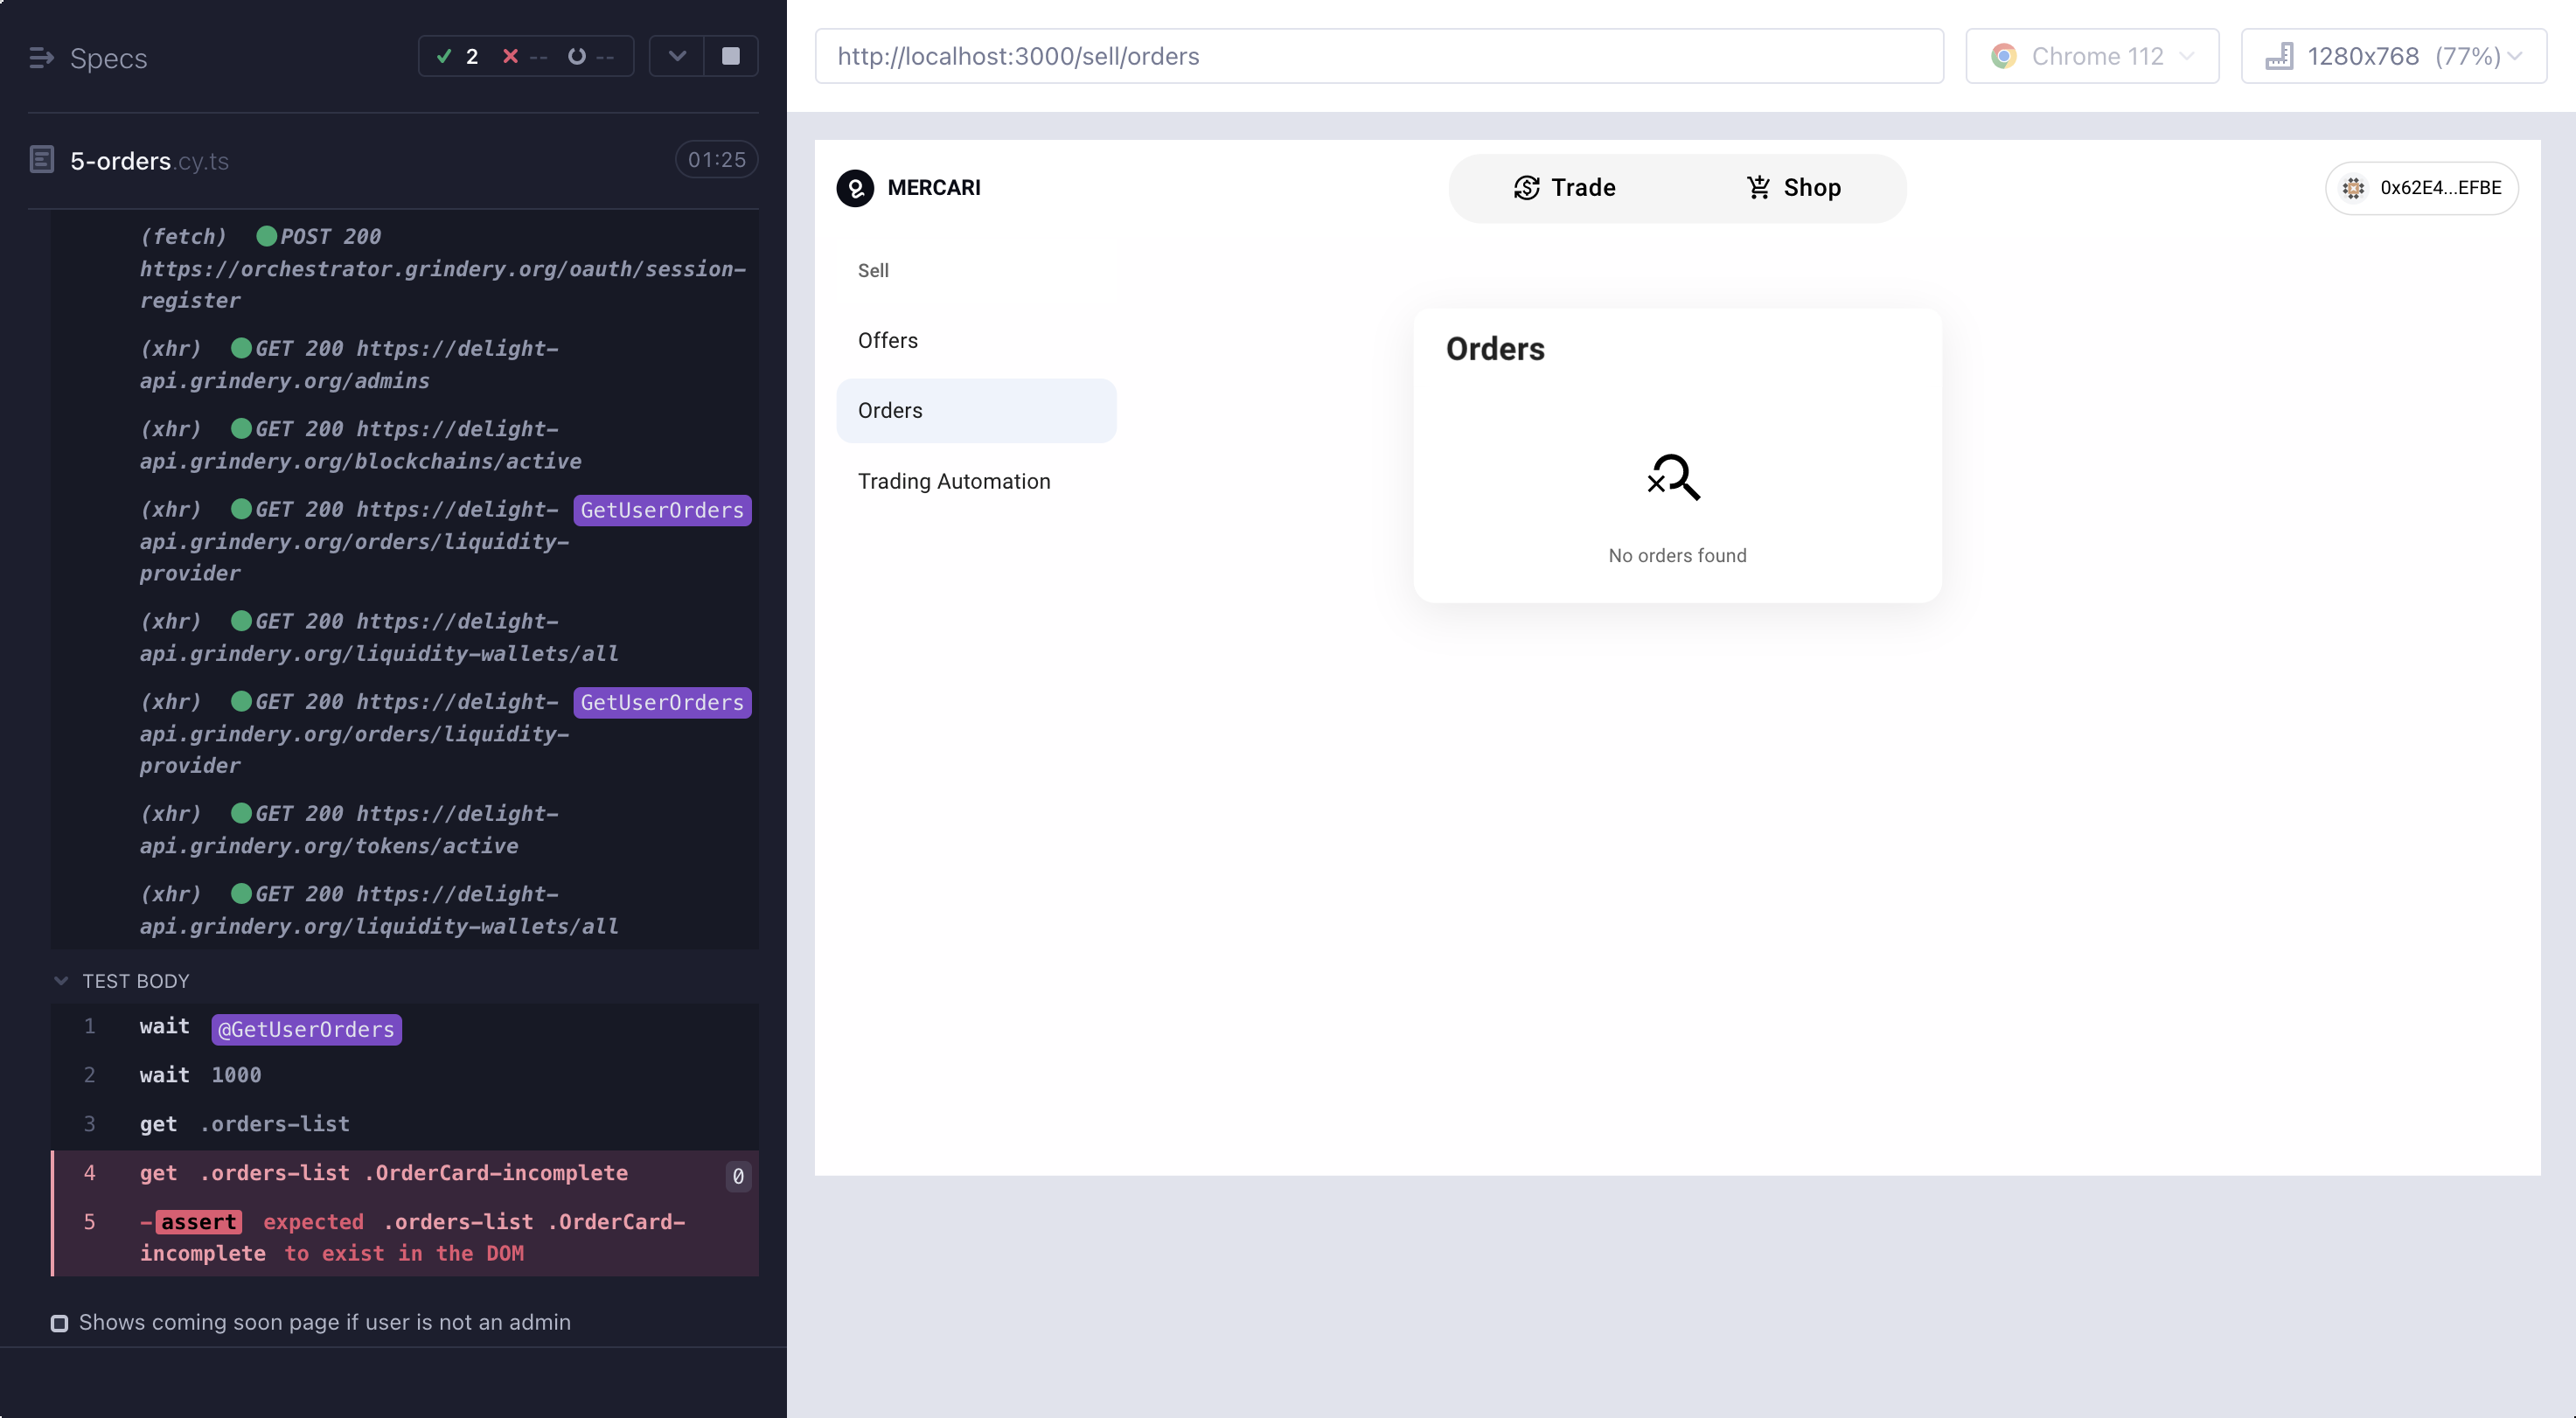 Specs
2 -- --
5-orders.cy.ts
01:25
(fetch) POST 200
https://orchestrator.grindery.org/oauth/session-
register
(xhr) GET 200 https://delight-
api.grindery.org/admins
(xhr) GET 200 https://delight-
api.grindery.org/blockchains/active
(xhr) GET 200 https://delight- GetUserOrders
api.grindery.org/orders/liquidity-
provider
(xhr) GET 200 https://delight-
api.grindery.org/liquidity-wallets/all
(xhr) GET 200 https://delight- GetUserOrders
api.grindery.org/orders/liquidity-
provider
(xhr) GET 200 https://delight-
api.grindery.org/tokens/active
(xhr) GET 200 https://delight-
api.grindery.org/liquidity-wallets/all
TEST BODY
1 wait @GetUserOrders
2 wait 1000
3 get .orders-list
4 get .orders-list .OrderCard-incomplete 0
5 -assert expected .orders-list .OrderCard-
incomplete to exist in the DOM
Shows coming soon page if user is not an admin
http://localhost:3000/sell/orders
Chrome 112
1280x768 (77%)
MERCARI
Trade
Shop
0x62E4...EFBE
Sell
Offers
Orders
Trading Automation
Orders
No orders found